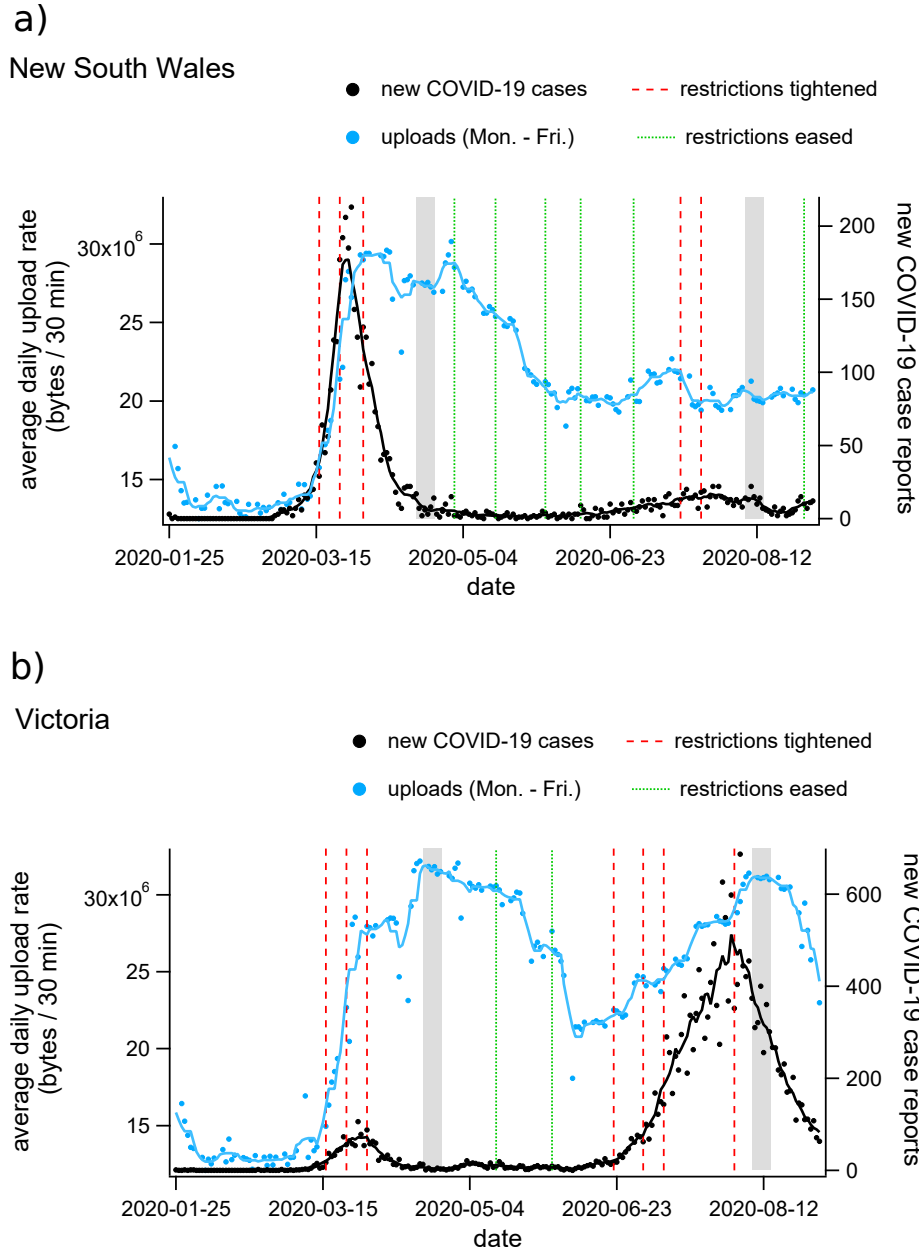 a)
New South Wales
new COVID-19 cases
restrictions tightened
uploads (Mon. - Fri.)
restrictions eased
average daily upload rate
(bytes / 30 min)
30x10⁶
25
20
15
200
150
100
50
0
new COVID-19
case reports
2020-01-25
2020-03-15
2020-05-04
2020-06-23
2020-08-12
date
b)
Victoria
new COVID-19 cases
restrictions tightened
uploads (Mon. - Fri.)
restrictions eased
average daily upload rate
(bytes / 30 min)
30x10⁶
25
20
15
600
400
200
0
new COVID-19 case reports
2020-01-25
2020-03-15
2020-05-04
2020-06-23
2020-08-12
date